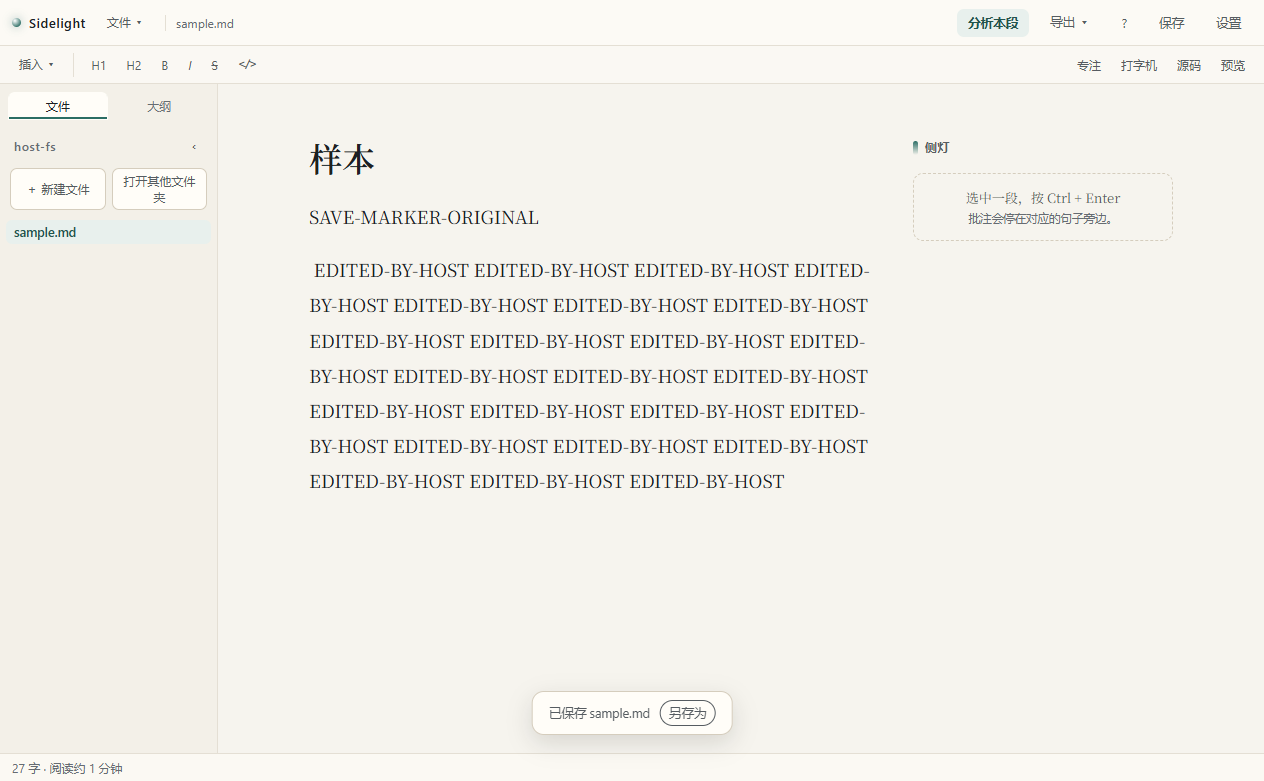 Sidelight 文件 ▾ sample.md 分析本段 导出 ▾ ? 保存 设置
插入 ▾ H1 H2 B I S </> 专注 打字机 源码 预览
文件 大纲
host-fs ‹
+ 新建文件
打开其他文件
夹
sample.md
样本
SAVE-MARKER-ORIGINAL
EDITED-BY-HOST EDITED-BY-HOST EDITED-BY-HOST EDITED-
BY-HOST EDITED-BY-HOST EDITED-BY-HOST EDITED-BY-HOST
EDITED-BY-HOST EDITED-BY-HOST EDITED-BY-HOST EDITED-
BY-HOST EDITED-BY-HOST EDITED-BY-HOST EDITED-BY-HOST
EDITED-BY-HOST EDITED-BY-HOST EDITED-BY-HOST EDITED-
BY-HOST EDITED-BY-HOST EDITED-BY-HOST EDITED-BY-HOST
EDITED-BY-HOST EDITED-BY-HOST EDITED-BY-HOST
侧灯
选中一段，按 Ctrl + Enter
批注会停在对应的句子旁边。
已保存 sample.md 另存为
27 字 · 阅读约 1 分钟